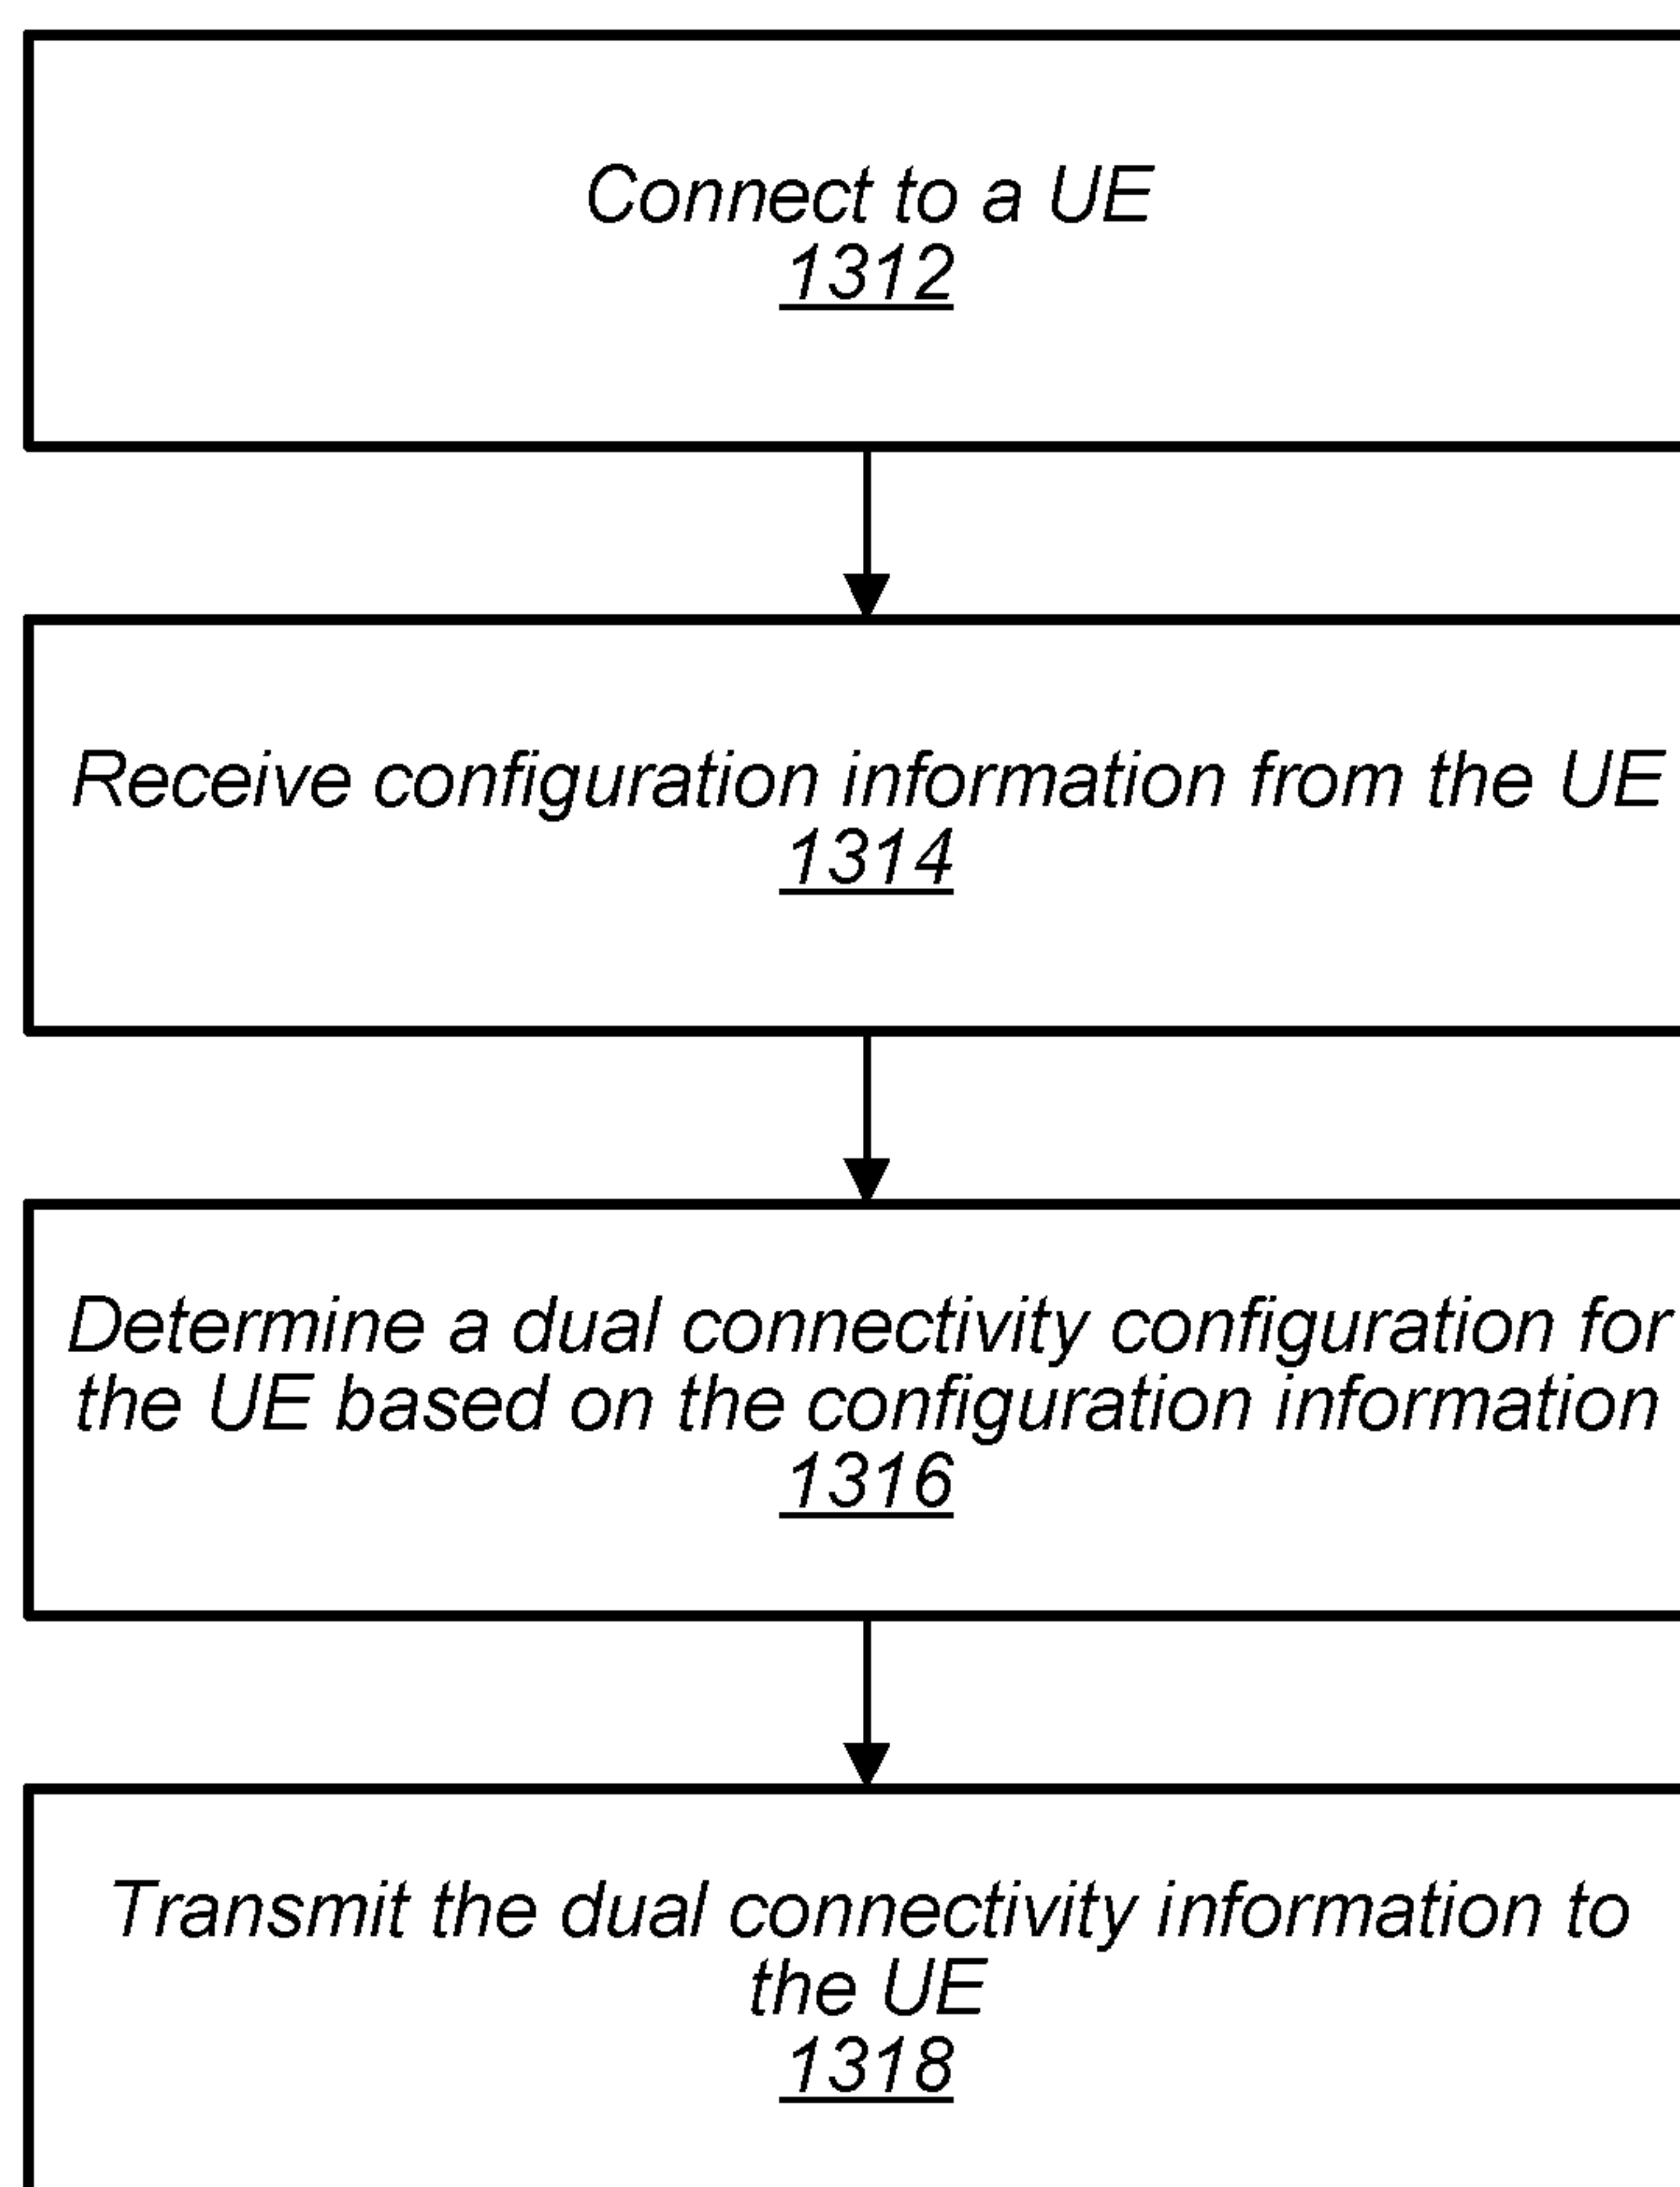 Connect to a UE
1312
Receive configuration information from the UE
1314
Determine a dual connectivity configuration for
the UE based on the configuration information
1316
Transmit the dual connectivity information to
the UE
1318